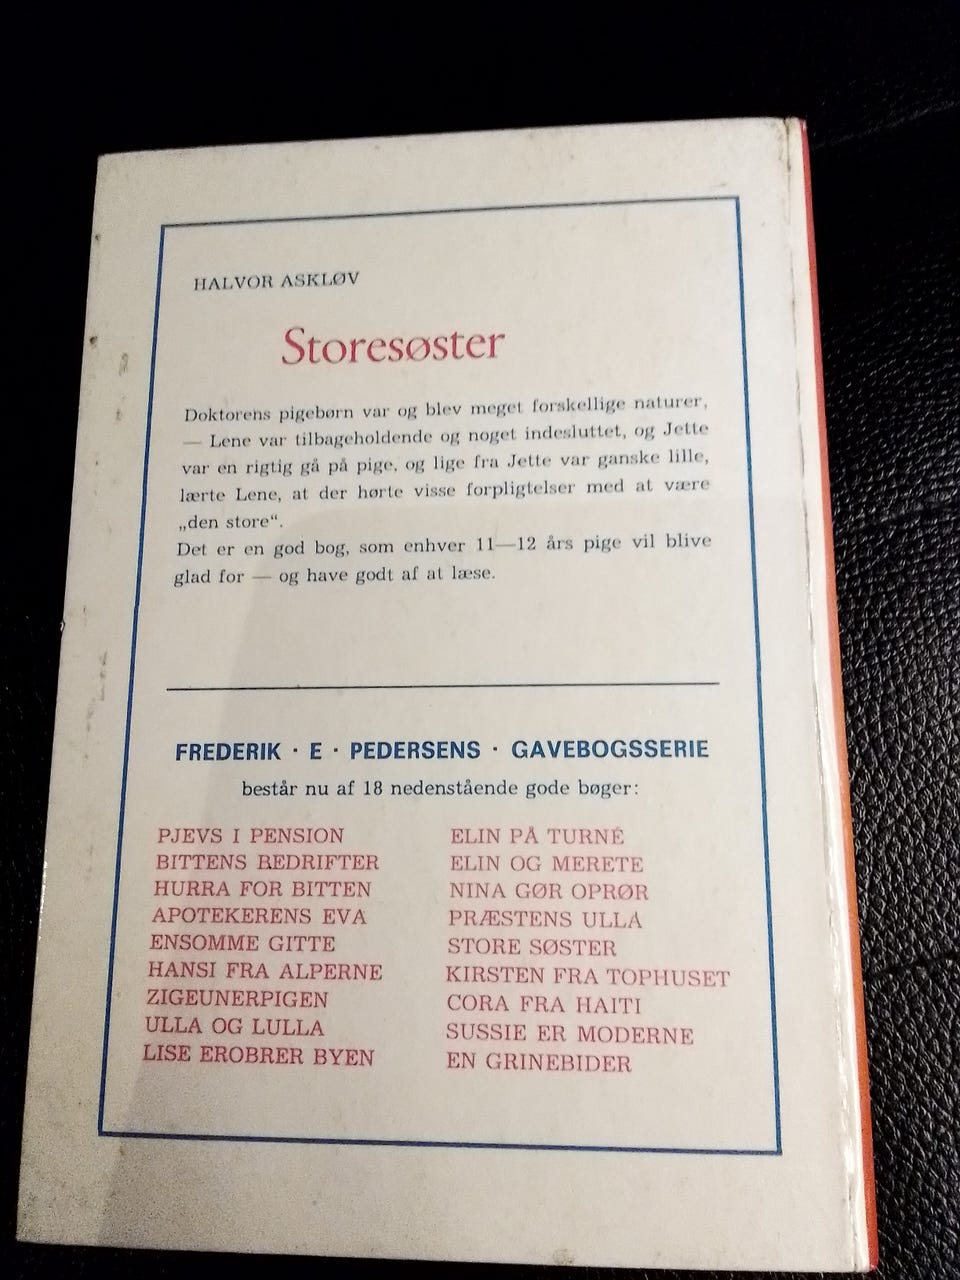 HALVOR ASKLØV
Storesøster
Doktorens pigebørn var og blev meget forskellige naturer,
— Lene var tilbageholdende og noget indesluttet, og Jette
var en rigtig gå på pige, og lige fra Jette var ganske lille,
lærte Lene, at der hørte visse forpligtelser med at være
„den store“.
Det er en god bog, som enhver 11—12 års pige vil blive
glad for — og have godt af at læse.
FREDERIK · E · PEDERSENS · GAVEBOGSSERIE
består nu af 18 nedenstående gode bøger:
PJEVS I PENSION
BITTENS BEDRIFTER
HURRA FOR BITTEN
APOTEKERENS EVA
ENSOMME GITTE
HANSI FRA ALPERNE
ZIGEUNERPIGEN
ULLA OG LULLA
LISE EROBRER BYEN
ELIN PÅ TURNÉ
ELIN OG MERETE
NINA GØR OPRØR
PRÆSTENS ULLA
STORE SØSTER
KIRSTEN FRA TOPHUSET
CORA FRA HAITI
SUSSIE ER MODERNE
EN GRINEBIDER